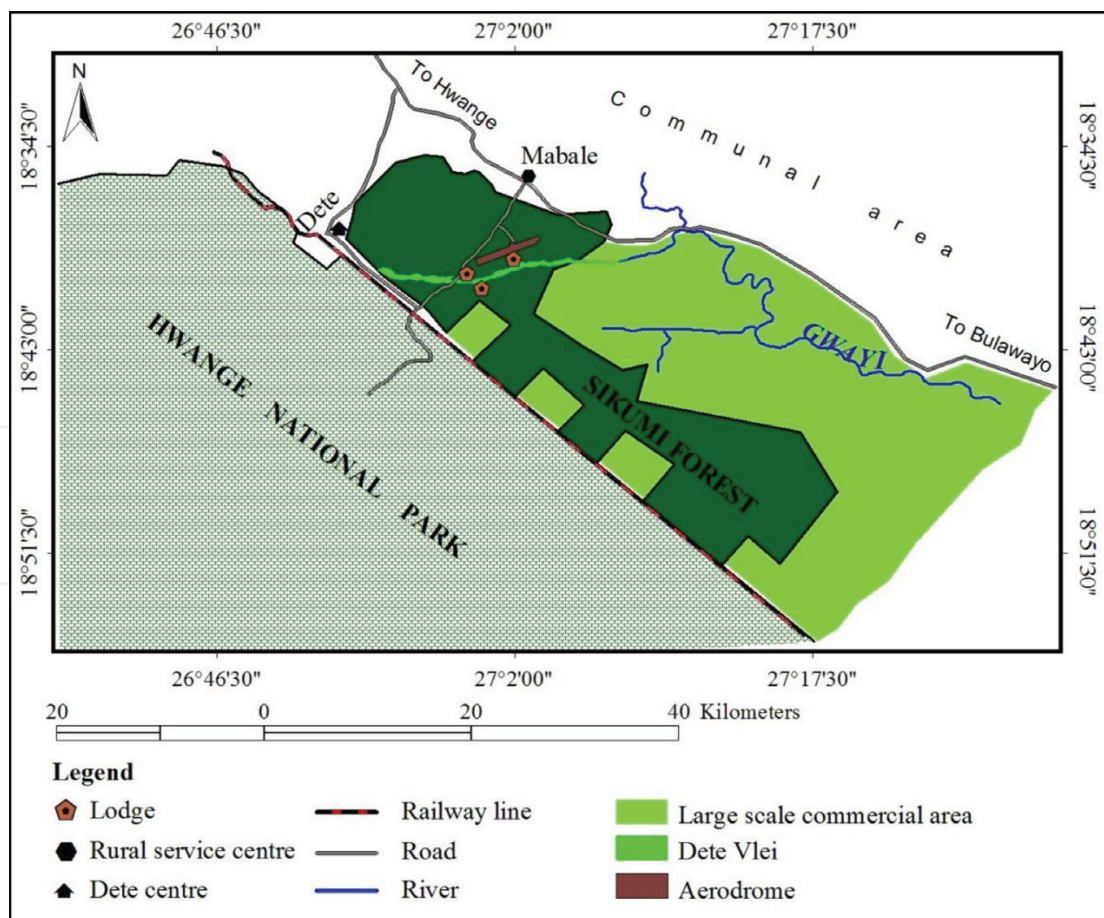 26°46'30" 27°2'00" 27°17'30"
N
To Hwange
Communal area
18°34'30" 18°34'30"
Mabale
Dete
HWANGE NATIONAL PARK
18°43'00" 18°43'00"
GWAYI
To Bulawayo
SIKUMI FOREST
18°51'30" 18°51'30"
26°46'30" 27°2'00" 27°17'30"
20 0 20 40 Kilometers
Legend
Lodge
Rural service centre
Dete centre
Railway line
Road
River
Large scale commercial area
Dete Vlei
Aerodrome